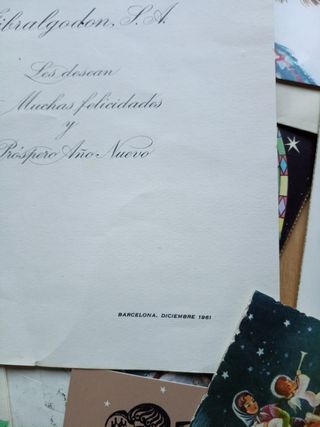 ibralgodon, S.A.
Les desean
Muchas felicidades
y
Próspero Año Nuevo
BARCELONA, DICIEMBRE 1961